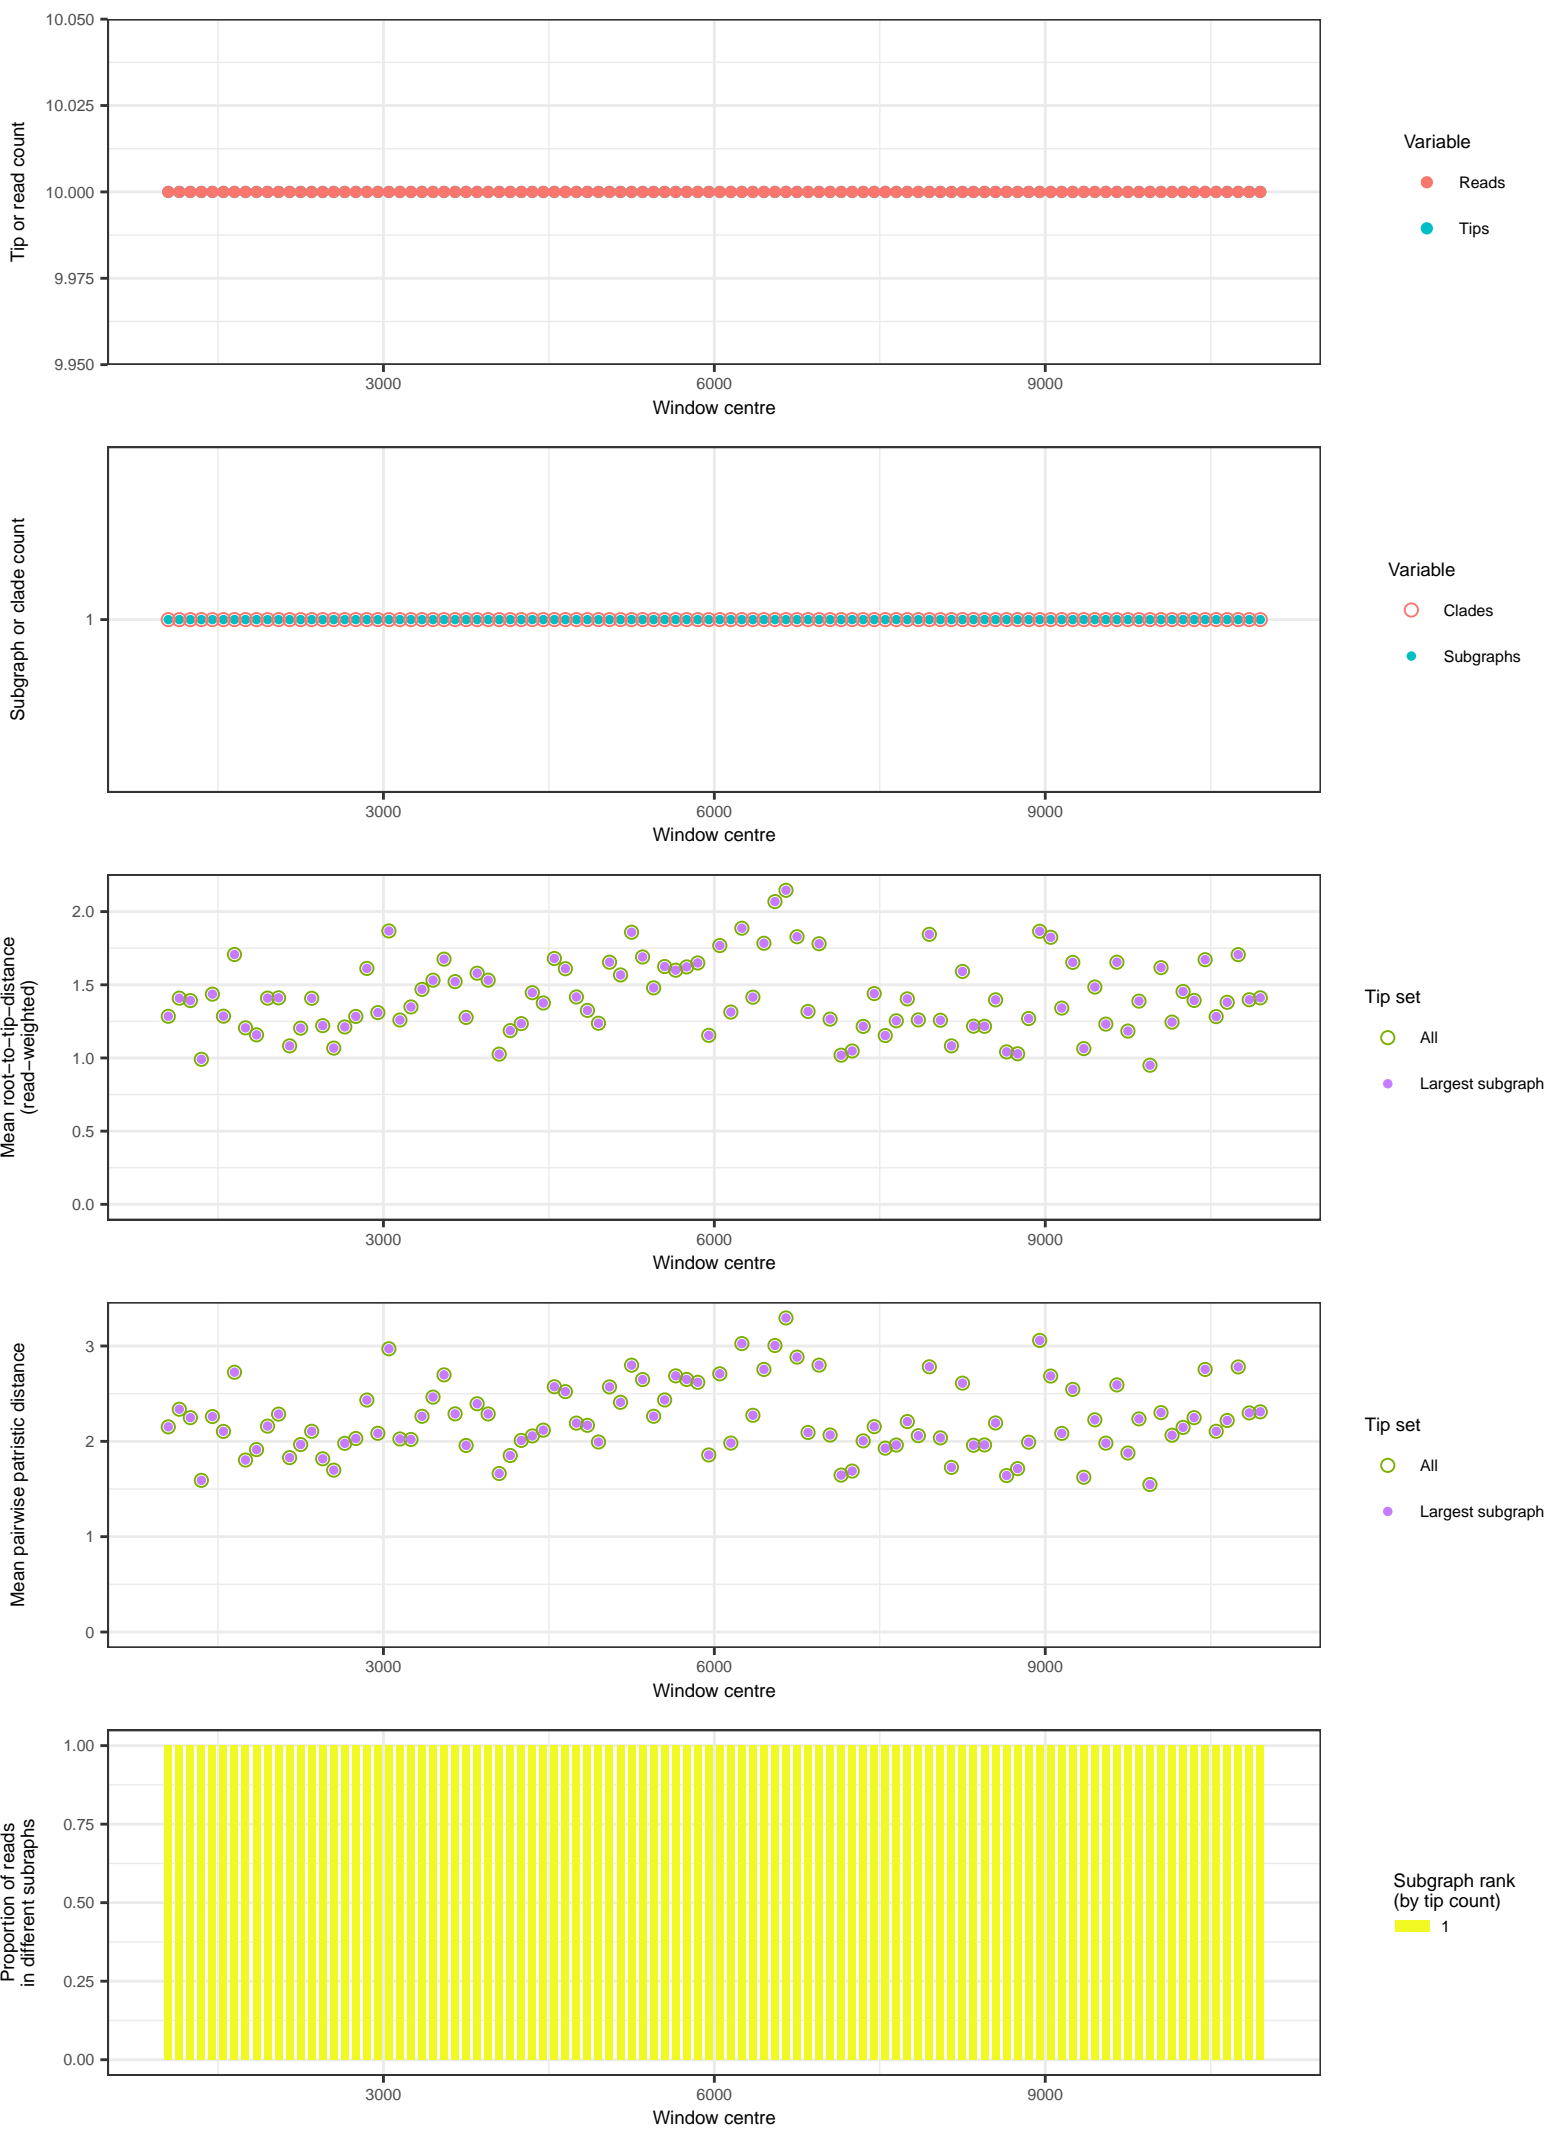 10.050
10.025
10.000
9.975
9.950
Tip or read count
3000
6000
9000
Window centre
Variable
Reads
Tips
1
Subgraph or clade count
3000
6000
9000
Window centre
Variable
Clades
Subgraphs
2.0
1.5
1.0
0.5
0.0
Mean root−to−tip−distance
(read−weighted)
3000
6000
9000
Window centre
Tip set
All
Largest subgraph
3
2
1
0
Mean pairwise patristic distance
3000
6000
9000
Window centre
Tip set
All
Largest subgraph
1.00
0.75
0.50
0.25
0.00
Proportion of reads
in different subraphs
3000
6000
9000
Window centre
Subgraph rank
(by tip count)
1